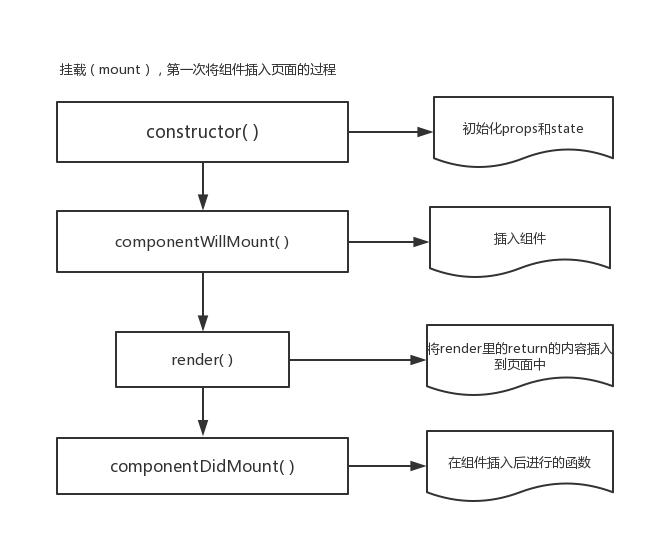 挂载（mount），第一次将组件插入页面的过程
constructor( )
初始化props和state
componentWillMount( )
插入组件
render( )
将render里的return的内容插入
到页面中
componentDidMount( )
在组件插入后进行的函数